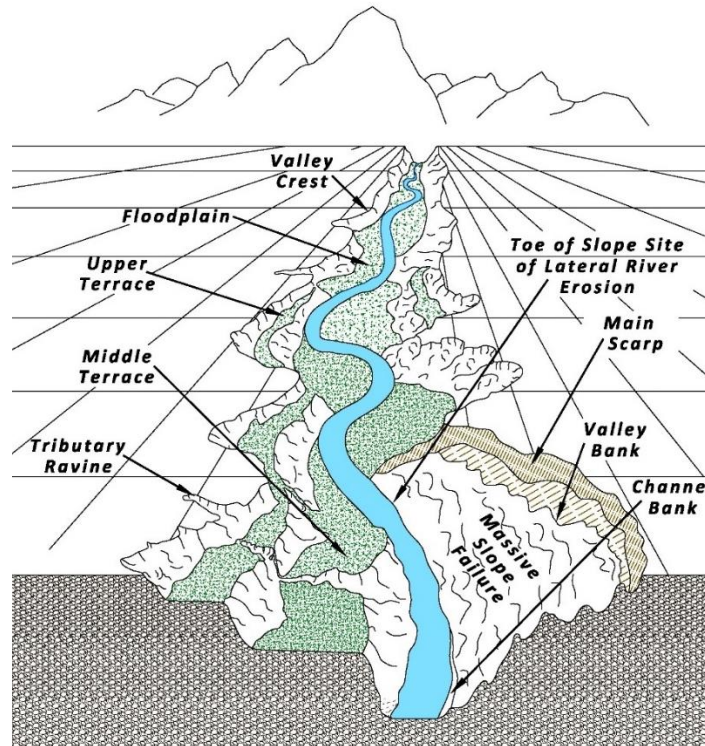 Valley
Crest
Floodplain
Upper
Terrace
Middle
Terrace
Tributary
Ravine
Toe of Slope Site
of Lateral River
Erosion
Main
Scarp
Valley
Bank
Channe
Bank
Massive
Slope
Failure